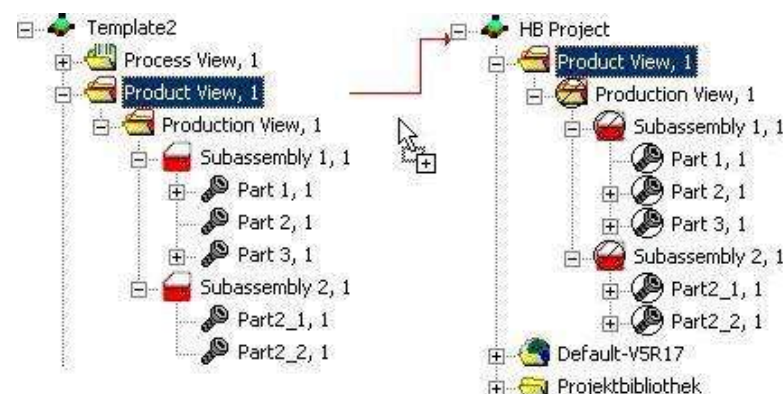 Template2
Process View, 1
Product View, 1
Production View, 1
Subassembly 1, 1
Part 1, 1
Part 2, 1
Part 3, 1
Subassembly 2, 1
Part2_1, 1
Part2_2, 1
HB Project
Product View, 1
Production View, 1
Subassembly 1, 1
Part 1, 1
Part 2, 1
Part 3, 1
Subassembly 2, 1
Part2_1, 1
Part2_2, 1
Default-V5R17
Projektbibliothek